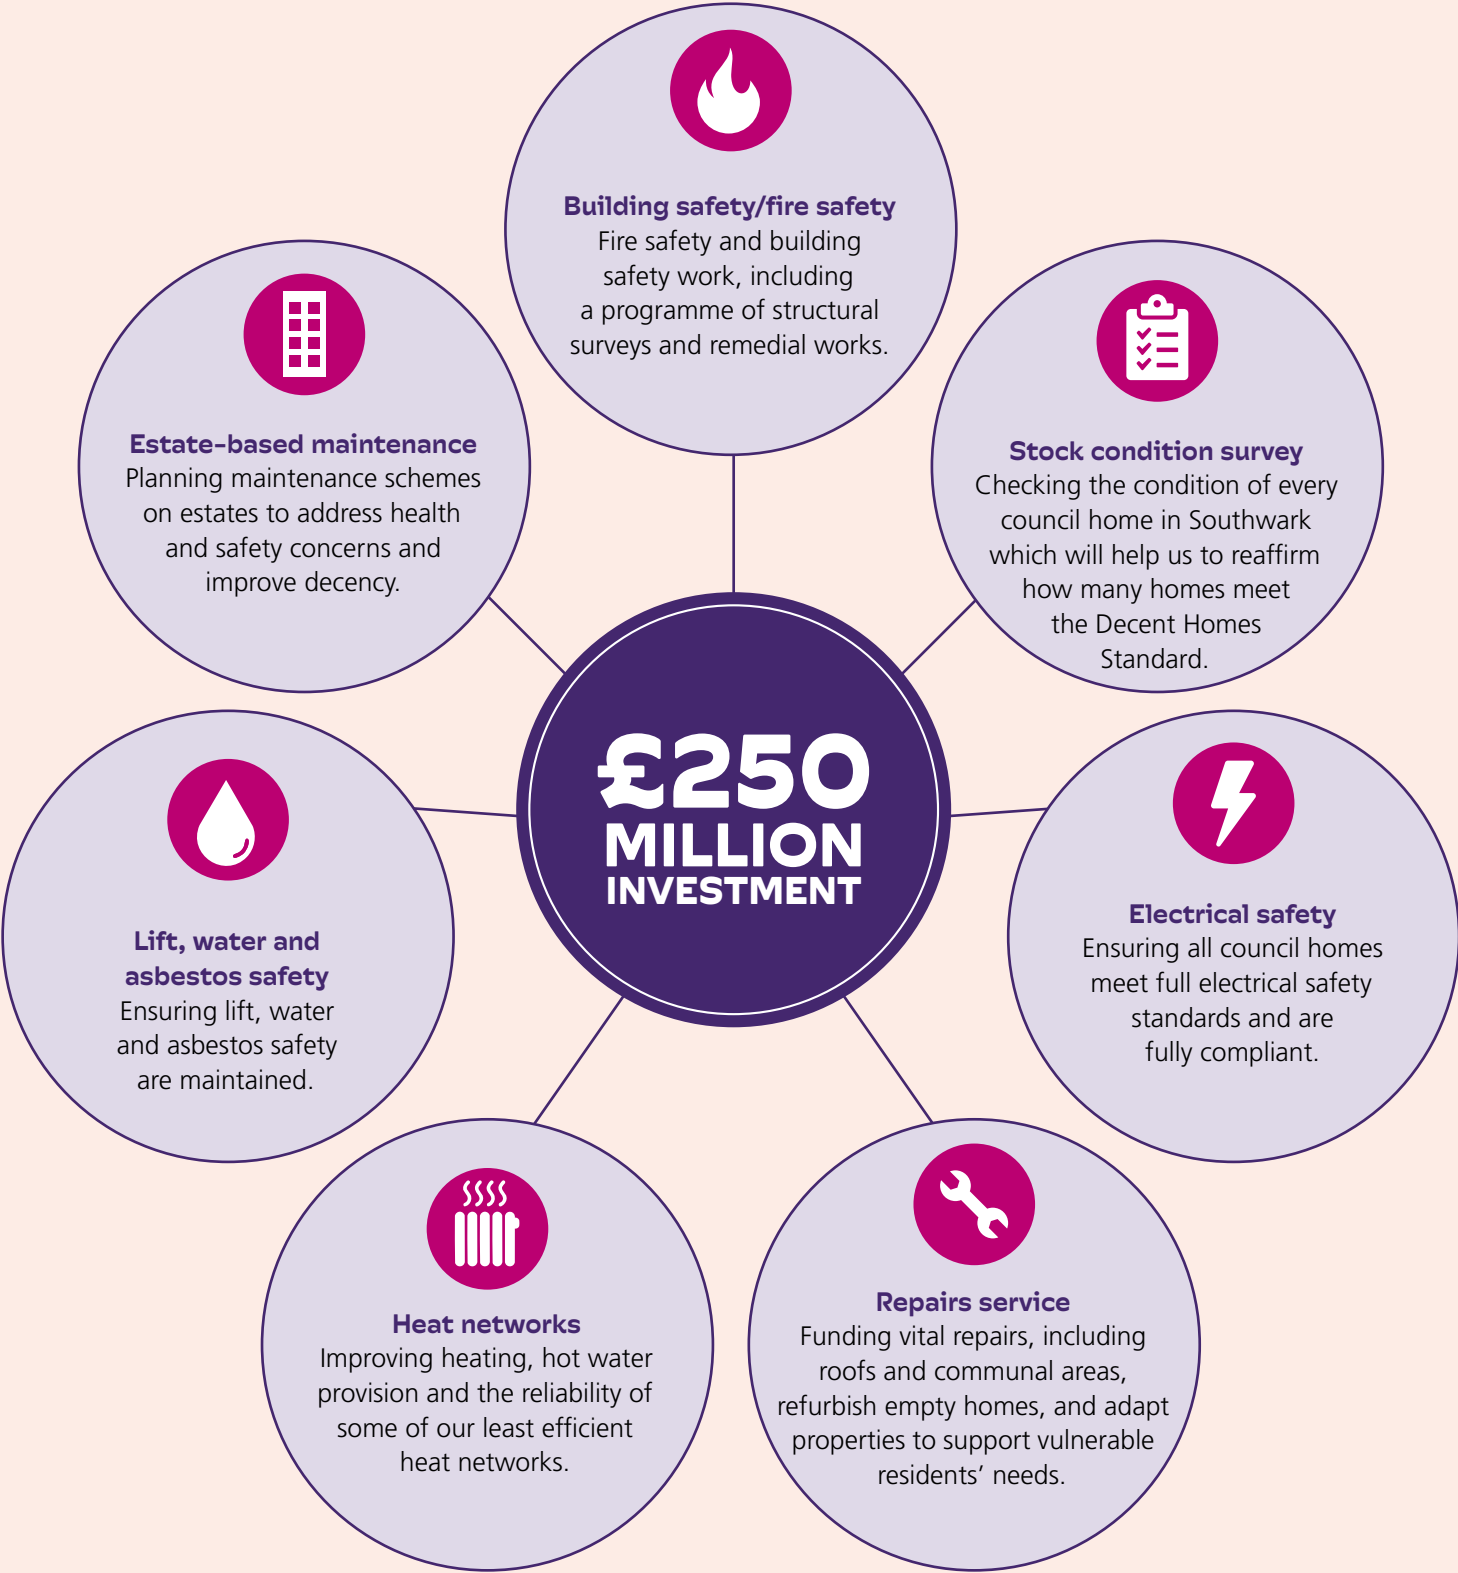 Building safety/fire safety
Fire safety and building
safety work, including
a programme of structural
surveys and remedial works.
Estate-based maintenance
Planning maintenance schemes
on estates to address health
and safety concerns and
improve decency.
Stock condition survey
Checking the condition of every
council home in Southwark
which will help us to reaffirm
how many homes meet
the Decent Homes
Standard.
£250
MILLION
INVESTMENT
Lift, water and
asbestos safety
Ensuring lift, water
and asbestos safety
are maintained.
Electrical safety
Ensuring all council homes
meet full electrical safety
standards and are
fully compliant.
Heat networks
Improving heating, hot water
provision and the reliability of
some of our least efficient
heat networks.
Repairs service
Funding vital repairs, including
roofs and communal areas,
refurbish empty homes, and adapt
properties to support vulnerable
residents’ needs.